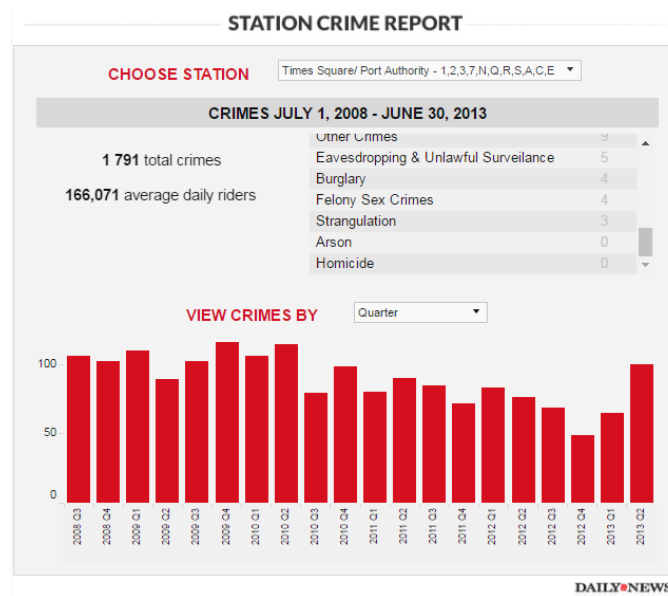 STATION CRIME REPORT
CHOOSE STATION
Times Square/ Port Authority - 1,2,3,7,N,Q,R,S,A,C,E
CRIMES JULY 1, 2008 - JUNE 30, 2013
1 791 total crimes
166,071 average daily riders
Other Crimes 9
Eavesdropping & Unlawful Surveilance 5
Burglary 4
Felony Sex Crimes 4
Strangulation 3
Arson 0
Homicide 0
VIEW CRIMES BY
Quarter
100
50
0
2008 Q3
2008 Q4
2009 Q1
2009 Q2
2009 Q3
2009 Q4
2010 Q1
2010 Q2
2010 Q3
2010 Q4
2011 Q1
2011 Q2
2011 Q3
2011 Q4
2012 Q1
2012 Q2
2012 Q3
2012 Q4
2013 Q1
2013 Q2
DAILY NEWS